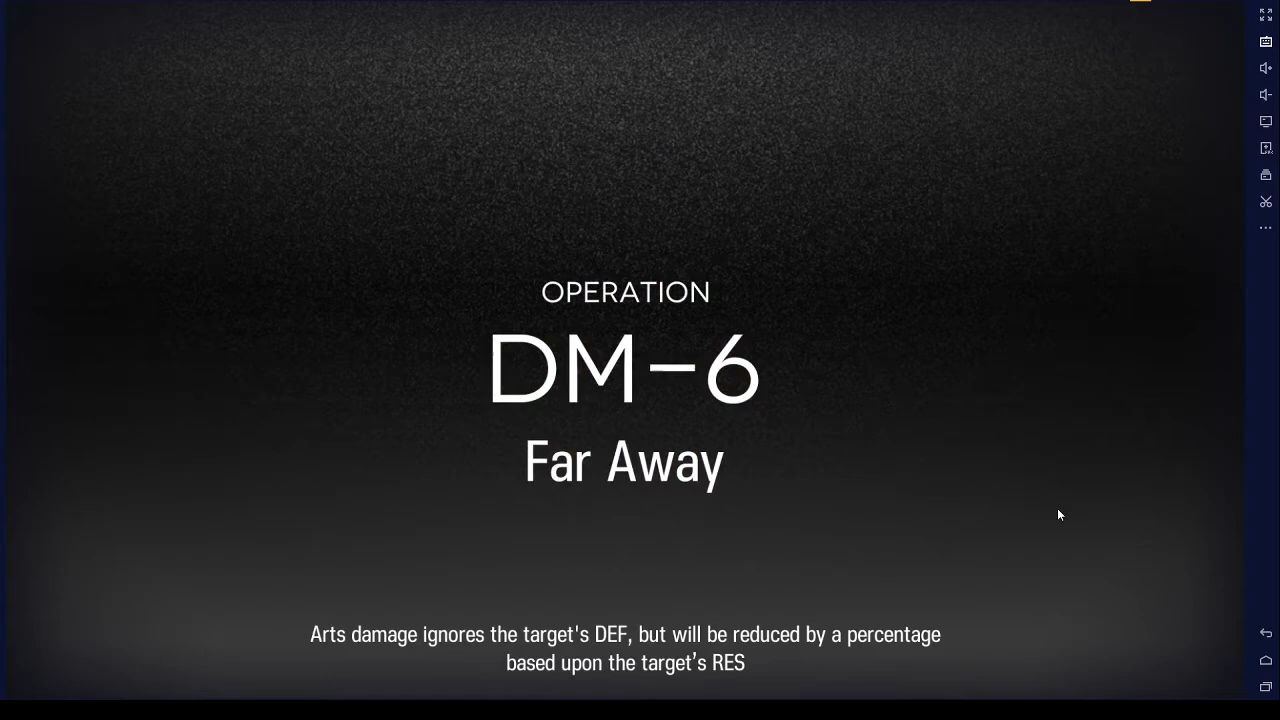 OPERATION
DM-6
Far Away
Arts damage ignores the target's DEF, but will be reduced by a percentage
based upon the target’s RES